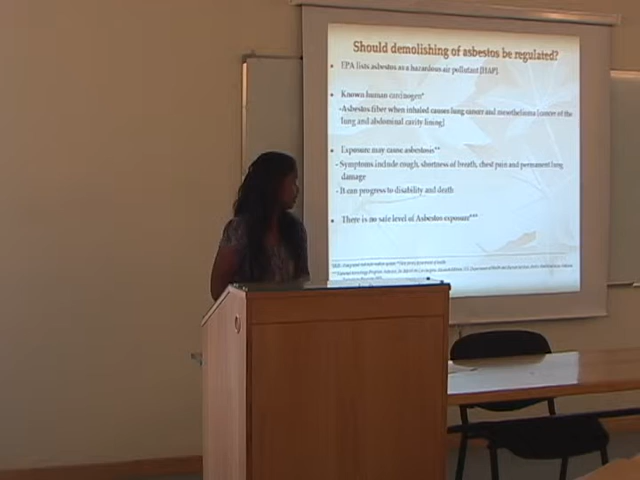 Should demolishing of asbestos be regulated?
• EPA lists asbestos as a hazardous air pollutant [HAP].
• Known human carcinogen*
-Asbestos fiber when inhaled causes lung cancer and mesothelioma [cancer of the
lung and abdominal cavity lining]
• Exposure may cause asbestosis**
- Symptoms include cough, shortness of breath, chest pain and permanent lung
damage
- It can progress to disability and death
• There is no safe level of Asbestos exposure***